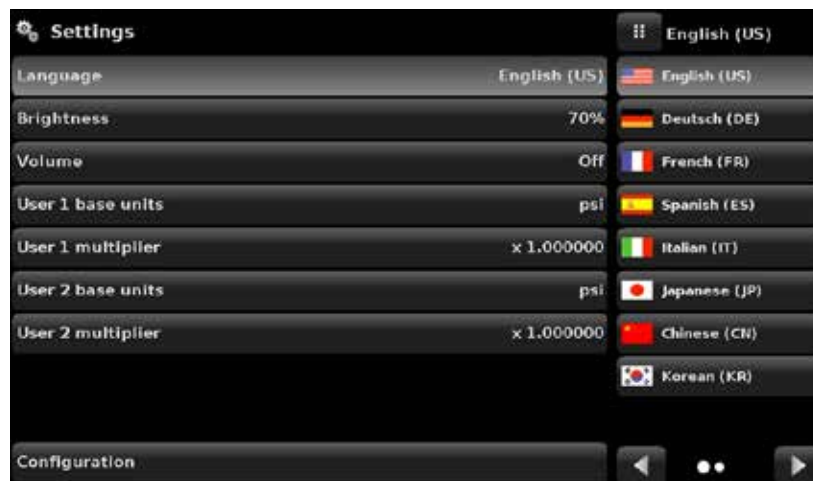 Settings
English (US)
Language English (US)
English (US)
Brightness 70%
Deutsch (DE)
Volume Off
French (FR)
User 1 base units psi
Spanish (ES)
User 1 multiplier x 1.000000
Italian (IT)
User 2 base units psi
Japanese (JP)
User 2 multiplier x 1.000000
Chinese (CN)
Korean (KR)
Configuration